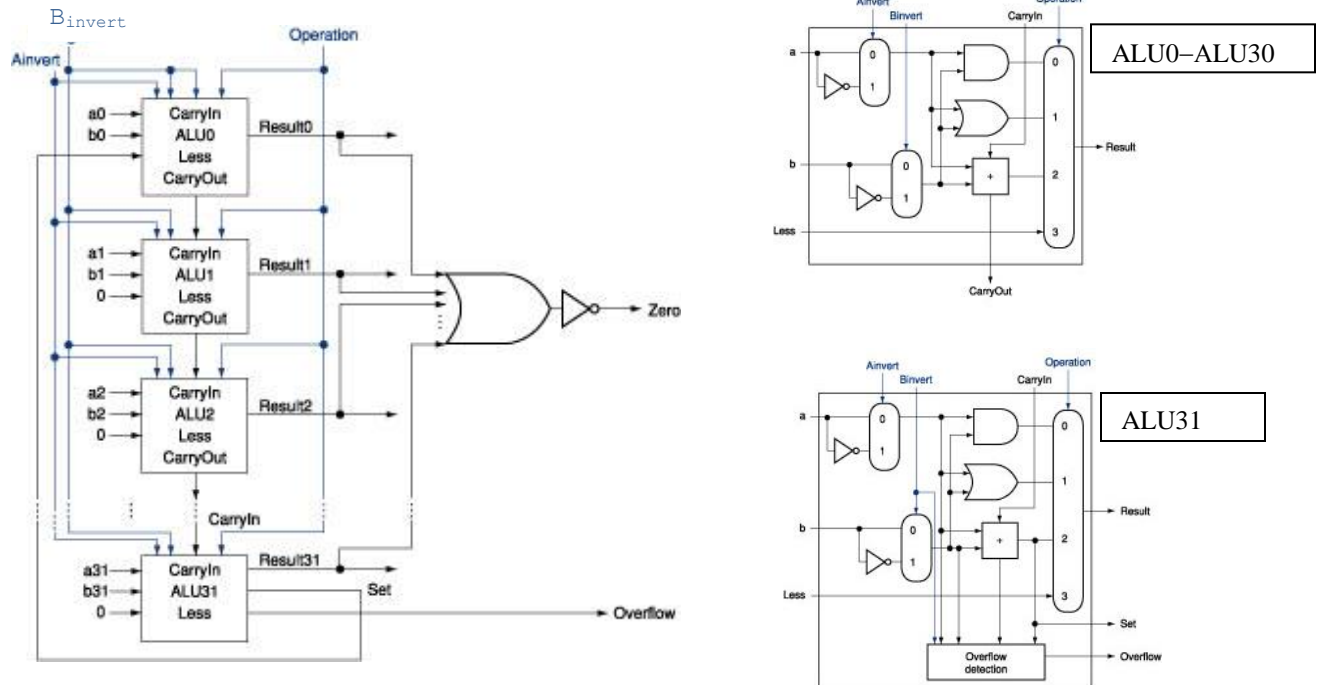 Binvert
Operation
Ainvert
a0
b0
CarryIn
ALU0
Less
CarryOut
Result0
a1
b1
0
CarryIn
ALU1
Less
CarryOut
Result1
a2
b2
0
CarryIn
ALU2
Less
CarryOut
Result2
CarryIn
a31
b31
0
CarryIn
ALU31
Less
Result31
Set
Overflow
Zero
Ainvert
Binvert
CarryIn
Operation
a
0
1
b
0
1
+
0
1
2
3
Less
Result
CarryOut
ALU0–ALU30
Ainvert
Binvert
CarryIn
Operation
a
0
1
b
0
1
+
0
1
2
3
Less
Result
Set
Overflow
detection
Overflow
ALU31